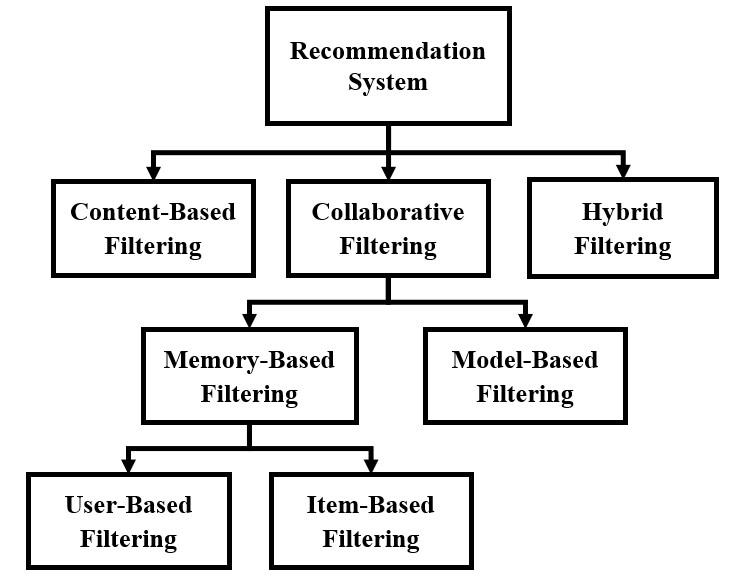 Recommendation
System
Content-Based
Filtering
Collaborative
Filtering
Hybrid
Filtering
Memory-Based
Filtering
Model-Based
Filtering
User-Based
Filtering
Item-Based
Filtering